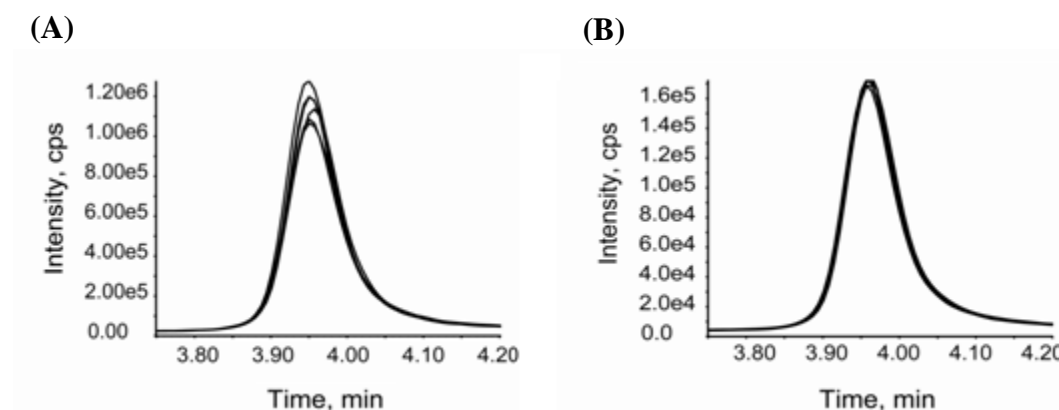 (A)
Intensity, cps
1.20e6
1.00e6
8.00e5
6.00e5
4.00e5
2.00e5
0.00
3.80 3.90 4.00 4.10 4.20
Time, min
(B)
Intensity, cps
1.6e5
1.4e5
1.2e5
1.0e5
8.0e4
6.0e4
4.0e4
2.0e4
0.0
3.80 3.90 4.00 4.10 4.20
Time, min